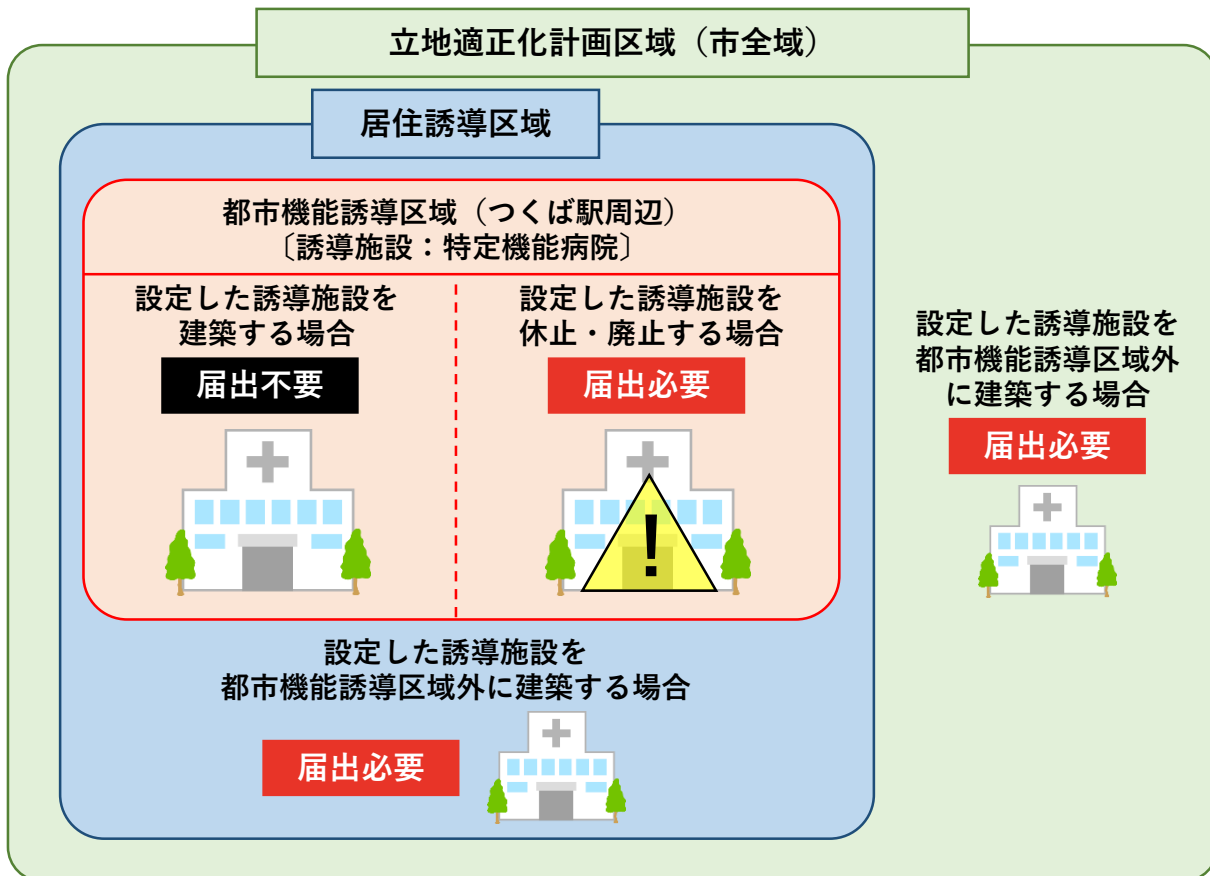 立地適正化計画区域（市全域）
居住誘導区域
都市機能誘導区域（つくば駅周辺）
〔誘導施設：特定機能病院〕
設定した誘導施設を
建築する場合
届出不要
設定した誘導施設を
休止・廃止する場合
届出必要
!
設定した誘導施設を
都市機能誘導区域外
に建築する場合
届出必要
設定した誘導施設を
都市機能誘導区域外に建築する場合
届出必要